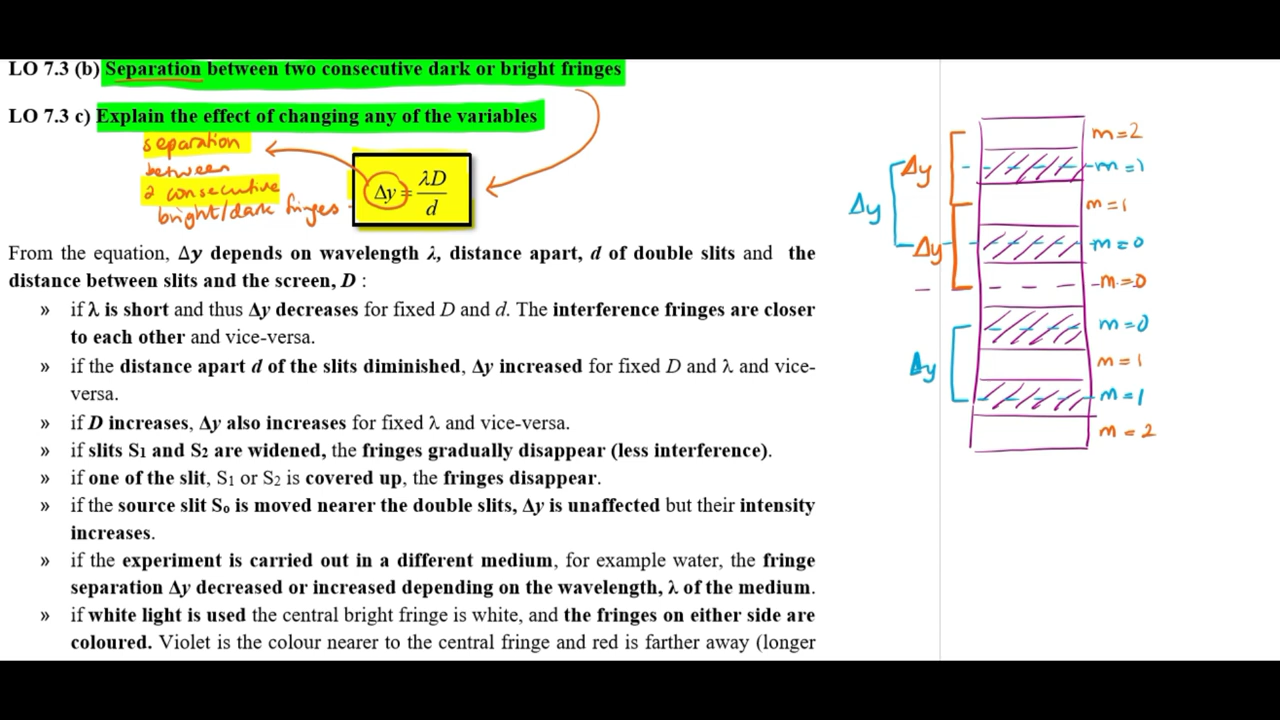 LO 7.3 (b) Separation between two consecutive dark or bright fringes
LO 7.3 c) Explain the effect of changing any of the variables
separation
between
2 consecutive
bright/dark fringes
Δy = λD/d
From the equation, Δy depends on wavelength λ, distance apart, d of double slits and the
distance between slits and the screen, D :
» if λ is short and thus Δy decreases for fixed D and d. The interference fringes are closer
to each other and vice-versa.
» if the distance apart d of the slits diminished, Δy increased for fixed D and λ and vice-
versa.
» if D increases, Δy also increases for fixed λ and vice-versa.
» if slits S₁ and S₂ are widened, the fringes gradually disappear (less interference).
» if one of the slit, S₁ or S₂ is covered up, the fringes disappear.
» if the source slit Sₒ is moved nearer the double slits, Δy is unaffected but their intensity
increases.
» if the experiment is carried out in a different medium, for example water, the fringe
separation Δy decreased or increased depending on the wavelength, λ of the medium.
» if white light is used the central bright fringe is white, and the fringes on either side are
coloured. Violet is the colour nearer to the central fringe and red is farther away (longer
m=2
Δy m=1
Δy m=1
Δy m=0
m=0
m=0
Δy m=1
m=1
m=2